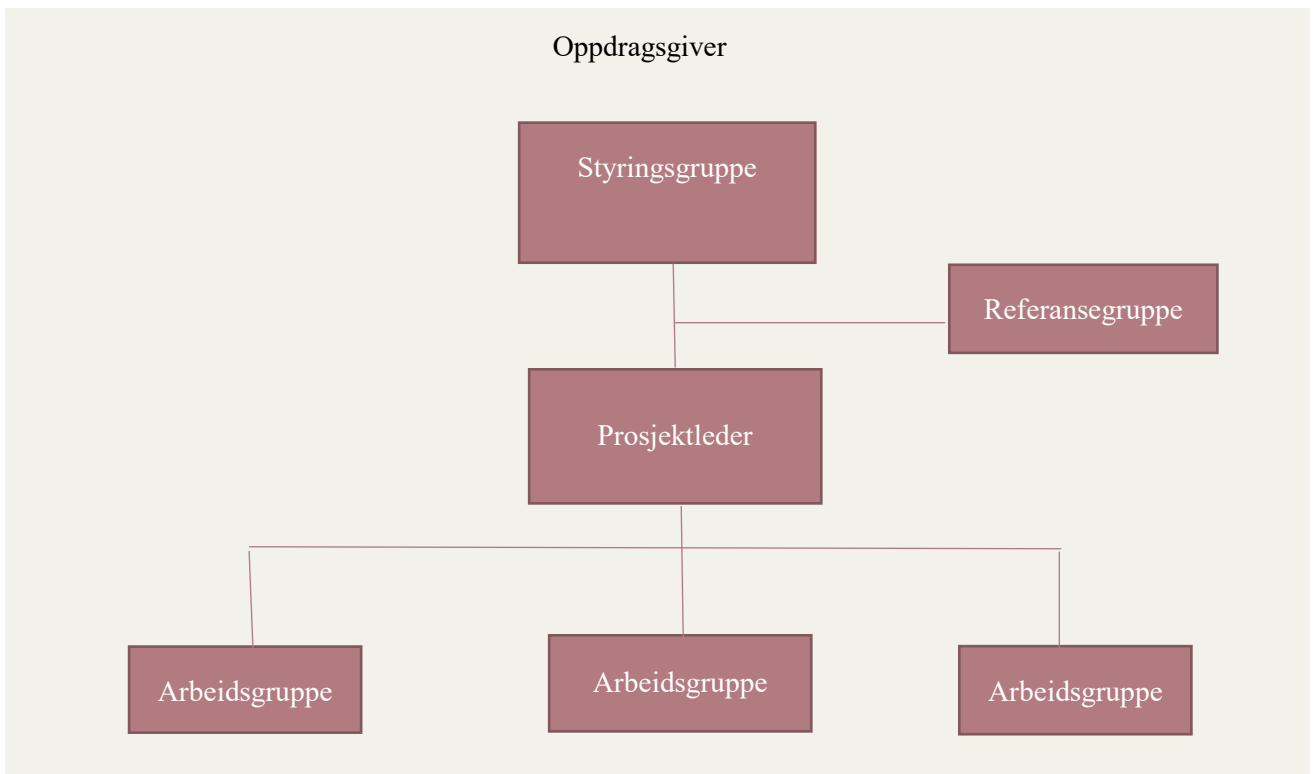 Oppdragsgiver
Styringsgruppe
Referansegruppe
Prosjektleder
Arbeidsgruppe
Arbeidsgruppe
Arbeidsgruppe